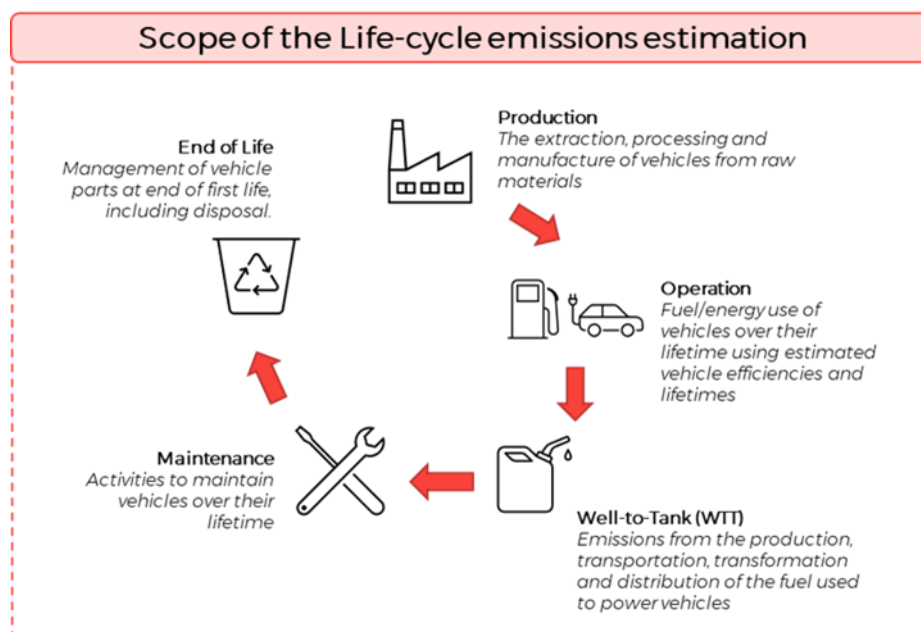 Scope of the Life-cycle emissions estimation
Production
The extraction, processing and
manufacture of vehicles from raw
materials
Operation
Fuel/energy use of
vehicles over their
lifetime using estimated
vehicle efficiencies and
lifetimes
Well-to-Tank (WTT)
Emissions from the production,
transportation, transformation
and distribution of the fuel used
to power vehicles
Maintenance
Activities to maintain
vehicles over their
lifetime
End of Life
Management of vehicle
parts at end of first life,
including disposal.